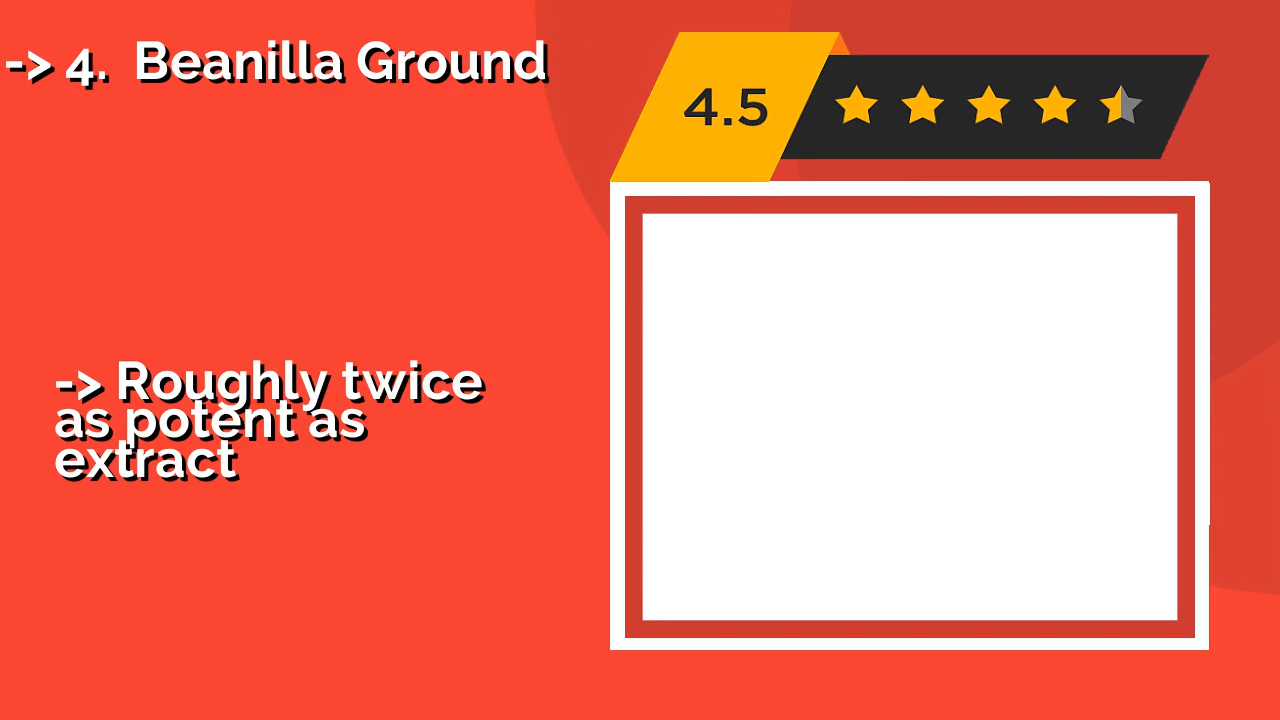 -> 4. Beanilla Ground
4.5
-> Roughly twice
as potent as
extract